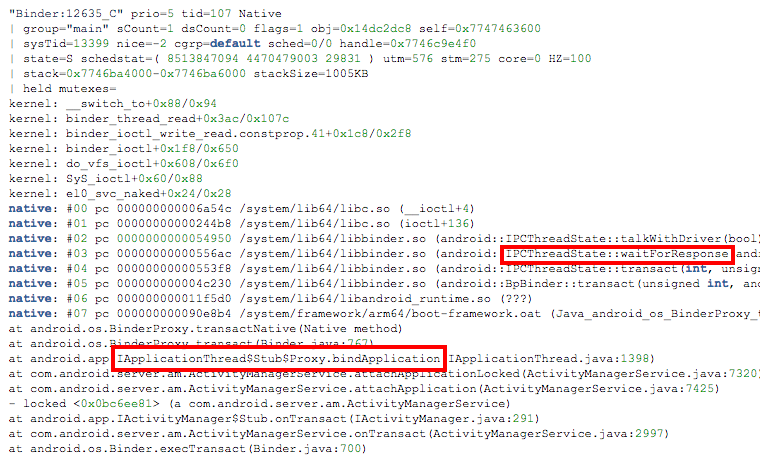 "Binder:12635_C" prio=5 tid=107 Native
| group="main" sCount=1 dsCount=0 flags=1 obj=0x14dc2dc8 self=0x7747463600
| sysTid=13399 nice=-2 cgrp=default sched=0/0 handle=0x7746c9e4f0
| state=S schedstat=( 8513847094 4470479003 29831 ) utm=576 stm=275 core=0 HZ=100
| stack=0x7746ba4000-0x7746ba6000 stackSize=1005KB
| held mutexes=
kernel: __switch_to+0x88/0x94
kernel: binder_thread_read+0x3ac/0x107c
kernel: binder_ioctl_write_read.constprop.41+0x1c8/0x2f8
kernel: binder_ioctl+0x1f8/0x650
kernel: do_vfs_ioctl+0x608/0x6f0
kernel: SyS_ioctl+0x60/0x88
kernel: el0_svc_naked+0x24/0x28
native: #00 pc 000000000006a54c /system/lib64/libc.so (__ioctl+4)
native: #01 pc 00000000000244b8 /system/lib64/libc.so (ioctl+136)
native: #02 pc 0000000000054950 /system/lib64/libbinder.so (android::IPCThreadState::talkWithDriver(bool)
native: #03 pc 00000000000556ac /system/lib64/libbinder.so (android::IPCThreadState::waitForResponse(andr
native: #04 pc 00000000000553f8 /system/lib64/libbinder.so (android::IPCThreadState::transact(int, unsign
native: #05 pc 000000000004c230 /system/lib64/libbinder.so (android::BpBinder::transact(unsigned int, and
native: #06 pc 000000000011f5d0 /system/lib64/libandroid_runtime.so (???)
native: #07 pc 000000000090e8b4 /system/framework/arm64/boot-framework.oat (Java_android_os_BinderProxy_t
at android.os.BinderProxy.transactNative(Native method)
at android.os.BinderProxy.transact(Binder.java:767)
at android.app.IApplicationThread$Stub$Proxy.bindApplication(IApplicationThread.java:1398)
at com.android.server.am.ActivityManagerService.attachApplicationLocked(ActivityManagerService.java:7320)
at com.android.server.am.ActivityManagerService.attachApplication(ActivityManagerService.java:7425)
- locked <0x0bc6ee81> (a com.android.server.am.ActivityManagerService)
at android.app.IActivityManager$Stub.onTransact(IActivityManager.java:291)
at com.android.server.am.ActivityManagerService.onTransact(ActivityManagerService.java:2997)
at android.os.Binder.execTransact(Binder.java:700)